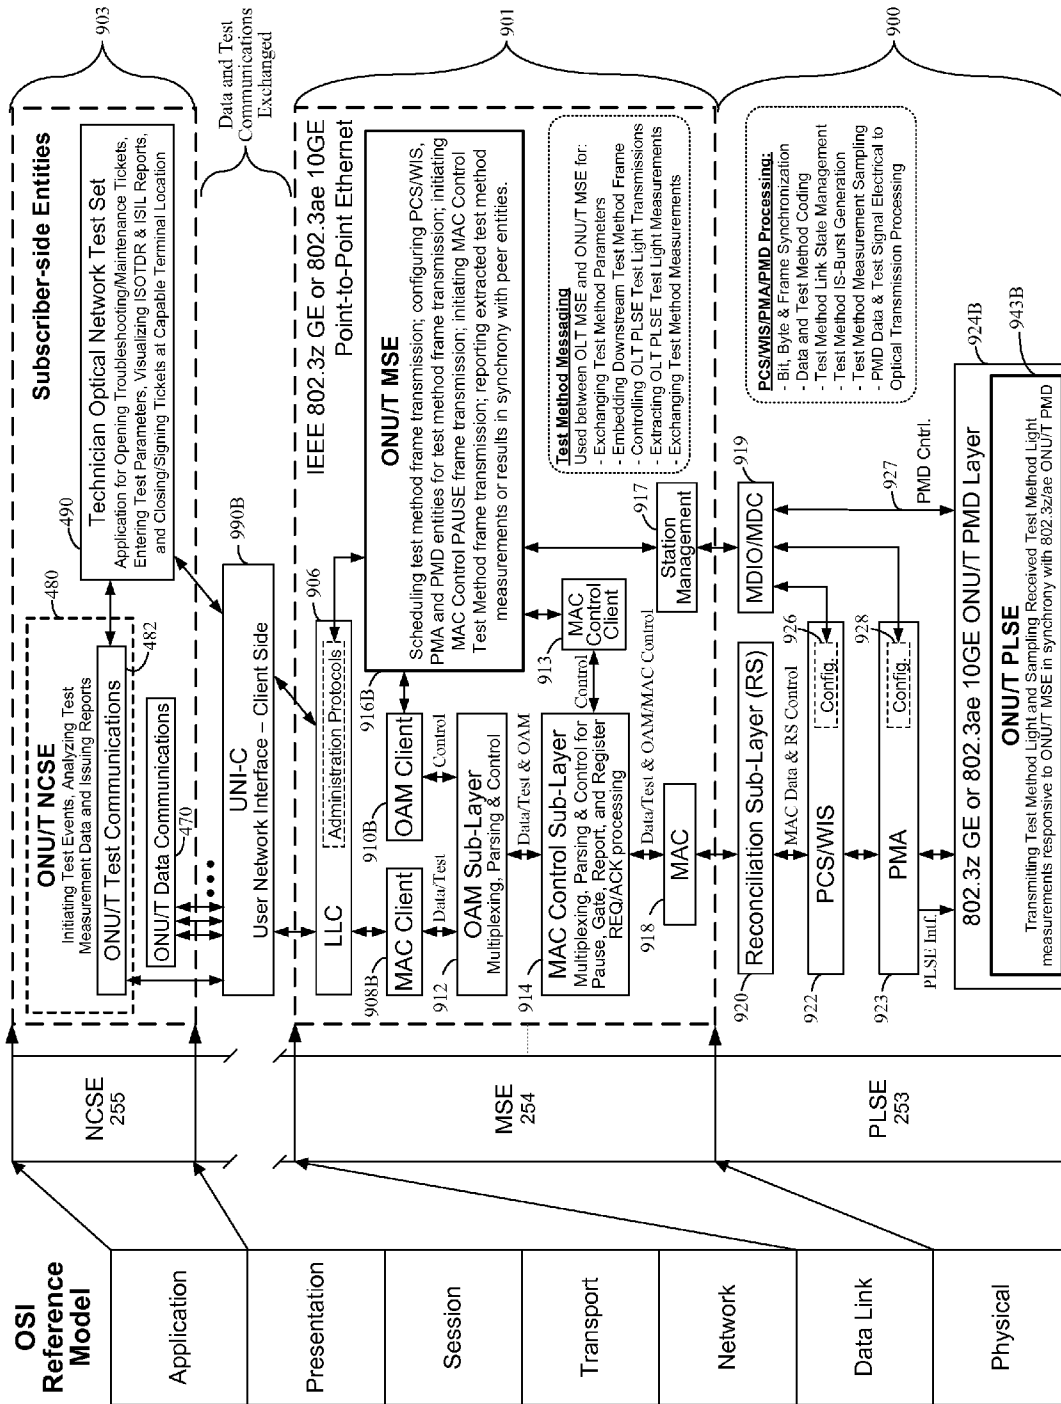 OSI
Reference
Model
Application
Presentation
Session
Transport
Network
Data Link
Physical
NCSE
255
MSE
254
PLSE
253
Subscriber-side Entities
903
480
ONU/T NCSE
Initiating Test Events, Analyzing Test
Measurement Data and Issuing Reports
ONU/T Test Communications
482
ONU/T Data Communications
470
490
Technician Optical Network Test Set
Application for Opening Troubleshooting/Maintenance Tickets,
Entering Test Parameters, Visualizing ISOTDR & ISIL Reports,
and Closing/Signing Tickets at Capable Terminal Location
990B
UNI-C
User Network Interface – Client Side
Data and Test
Communications
Exchanged
901
IEEE 802.3z GE or 802.3ae 10GE
Point-to-Point Ethernet
LLC
Administration Protocols
906
908B
MAC Client
910B
OAM Client
916B
ONU/T MSE
Scheduling test method frame transmission; configuring PCS/WIS,
PMA and PMD entities for test method frame transmission; initiating
MAC Control PAUSE frame transmission; initiating MAC Control
Test Method frame transmission; reporting extracted test method
measurements or results in synchrony with peer entities.
Data/Test
Control
912
OAM Sub-Layer
Multiplexing, Parsing & Control
Data/Test & OAM
914
MAC Control Sub-Layer
Multiplexing, Parsing & Control for
Pause, Gate, Report, and Register
REQ/ACK processing
Control
913
MAC
Control
Client
Data/Test & OAM/MAC Control
918
MAC
917
Station
Management
Test Method Messaging
Used between OLT MSE and ONU/T MSE for:
- Exchanging Test Parameters
- Embedding Downstream Test Method Frame
- Controlling OLT PLSE Test Light Transmissions
- Extracting OLT PLSE Test Light Measurements
- Exchanging Test Method Measurements
900
920
Reconciliation Sub-Layer (RS)
MAC Data & RS Control
922
PCS/WIS
Config.
926
923
PMA
Config.
928
919
MDIO/MDC
927
PMD Cntrl.
PLSE Intf.
PCS/WIS/PMA/PMD Processing:
- Bit, Byte & Frame Synchronization
- Data and Test Method Coding
- Test Method Link State Management
- Test Method IS-Burst Generation
- Test Measurement Sampling
- PMD Data & Test Signal Electrical to
Optical Transmission Processing
924B
802.3z GE or 802.3ae 10GE ONU/T PMD Layer
943B
ONU/T PLSE
Transmitting Test Method Light and Sampling Received Test Method Light
measurements responsive to ONU/T MSE in synchrony with 802.3z/ae ONU/T PMD